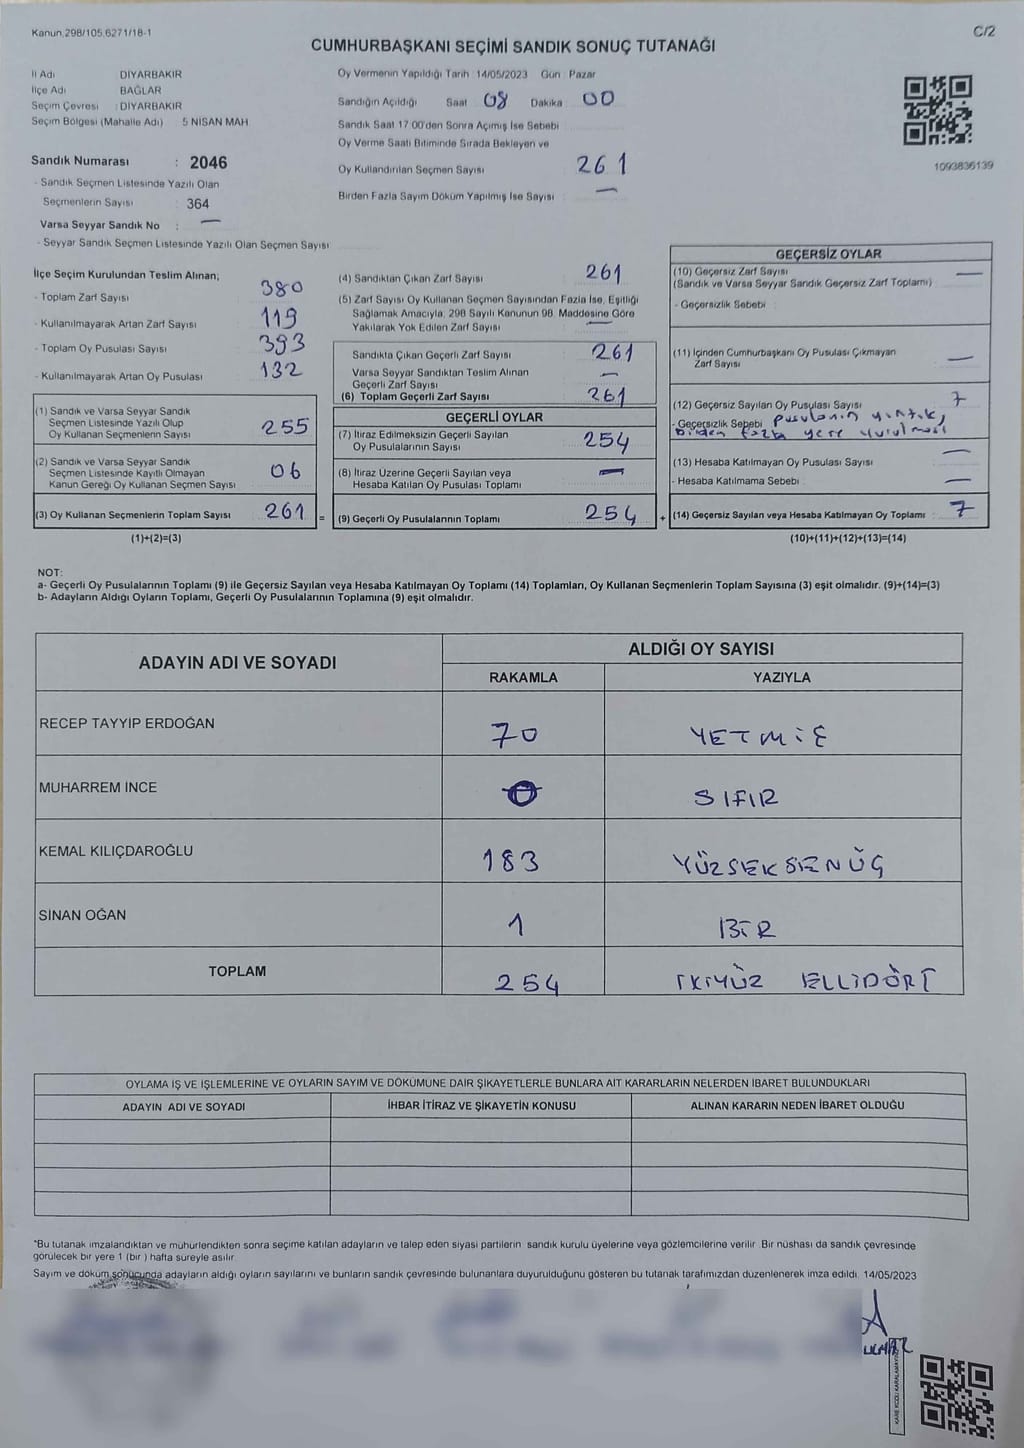 Kanun.298/105.6271/18-1
C/2
CUMHURBAŞKANI SEÇİMİ SANDIK SONUÇ TUTANAĞI
İl Adı DİYARBAKIR
İlçe Adı BAĞLAR
Seçim Çevresi : DİYARBAKIR
Seçim Bölgesi (Mahalle Adı) 5 NİSAN MAH.
Sandık Numarası : 2046
- Sandık Seçmen Listesinde Yazılı Olan
Seçmenlerin Sayısı : 364
Varsa Seyyar Sandık No : —
- Seyyar Sandık Seçmen Listesinde Yazılı Olan Seçmen Sayısı
Oy Vermenin Yapıldığı Tarih : 14/05/2023 Gün : Pazar
Sandığın Açıldığı Saat 08 Dakika 00
Sandık Saat 17:00'den Sonra Açımış İse Sebebi
Oy Verme Saati Bitiminde Sırada Bekleyen ve
Oy Kullandırılan Seçmen Sayısı : 261
Birden Fazla Sayım Döküm Yapılmış İse Sayısı : —
1093836139
İlçe Seçim Kurulundan Teslim Alınan;
- Toplam Zarf Sayısı 380
- Kullanılmayarak Artan Zarf Sayısı 119
- Toplam Oy Pusulası Sayısı 393
- Kullanılmayarak Artan Oy Pusulası 132
(1) Sandık ve Varsa Seyyar Sandık
Seçmen Listesinde Yazılı Olup
Oy Kullanan Seçmenlerin Sayısı 255
(2) Sandık ve Varsa Seyyar Sandık
Seçmen Listesinde Kayıtlı Olmayan
Kanun Gereği Oy Kullanan Seçmen Sayısı 06
(3) Oy Kullanan Seçmenlerin Toplam Sayısı 261 =
(1)+(2)=(3)
(4) Sandıktan Çıkan Zarf Sayısı : 261
(5) Zarf Sayısı Oy Kullanan Seçmen Sayısından Fazla İse, Eşitliği
Sağlamak Amacıyla; 298 Sayılı Kanunun 98. Maddesine Göre
Yakılarak Yok Edilen Zarf Sayısı : —
Sandıkta Çıkan Geçerli Zarf Sayısı : 261
Varsa Seyyar Sandıktan Teslim Alınan
Geçerli Zarf Sayısı : —
(6) Toplam Geçerli Zarf Sayısı : 261
GEÇERLİ OYLAR
(7) İtiraz Edilmeksizin Geçerli Sayılan
Oy Pusulalarının Sayısı : 254
(8) İtiraz Üzerine Geçerli Sayılan veya
Hesaba Katılan Oy Pusulası Toplamı : —
(9) Geçerli Oy Pusulalarının Toplamı : 254 +
GEÇERSİZ OYLAR
(10) Geçersiz Zarf Sayısı —
(Sandık ve Varsa Seyyar Sandık Geçersiz Zarf Toplamı)
- Geçersizlik Sebebi :
(11) İçinden Cumhurbaşkanı Oy Pusulası Çıkmayan
Zarf Sayısı : —
(12) Geçersiz Sayılan Oy Pusulası Sayısı 7
- Geçersizlik Sebebi : Pusulanın yırtık,
birden fazla yere vurulması
(13) Hesaba Katılmayan Oy Pusulası Sayısı : —
- Hesaba Katılmama Sebebi : —
(14) Geçersiz Sayılan veya Hesaba Katılmayan Oy Toplamı : 7
(10)+(11)+(12)+(13)=(14)
NOT:
a- Geçerli Oy Pusulalarının Toplamı (9) ile Geçersiz Sayılan veya Hesaba Katılmayan Oy Toplamı (14) Toplamları, Oy Kullanan Seçmenlerin Toplam Sayısına (3) eşit olmalıdır. (9)+(14)=(3)
b- Adayların Aldığı Oyların Toplamı, Geçerli Oy Pusulalarının Toplamına (9) eşit olmalıdır.
ADAYIN ADI VE SOYADI ALDIĞI OY SAYISI
RAKAMLA YAZIYLA
RECEP TAYYİP ERDOĞAN 70 YETMİŞ
MUHARREM İNCE 0 SIFIR
KEMAL KILIÇDAROĞLU 183 YÜZSEKSENÜÇ
SİNAN OĞAN 1 BİR
TOPLAM 254 İKİYÜZ ELLİDÖRT
OYLAMA İŞ VE İŞLEMLERİNE VE OYLARIN SAYIM VE DÖKÜMÜNE DAİR ŞİKAYETLERLE BUNLARA AİT KARARLARIN NELERDEN İBARET BULUNDUKLARI
ADAYIN ADI VE SOYADI İHBAR İTİRAZ VE ŞİKAYETİN KONUSU ALINAN KARARIN NEDEN İBARET OLDUĞU
*Bu tutanak imzalandıktan ve mühürlendikten sonra seçime katılan adayların ve talep eden siyasi partilerin sandık kurulu üyelerine veya gözlemcilerine verilir. Bir nüshası da sandık çevresinde
görülecek bir yere 1 (bir ) hafta süreyle asılır.
Sayım ve döküm sonucunda adayların aldığı oyların sayılarını ve bunların sandık çevresinde bulunanlara duyurulduğunu gösteren bu tutanak tarafımızdan düzenlenerek imza edildi. 14/05/2023
KARE KODU KARALAMAYINIZ